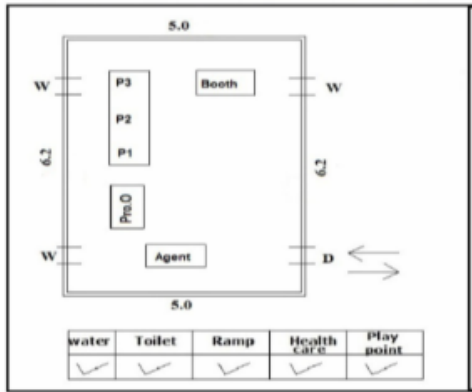 5.0
P3
Booth
W
W
P2
6.2
P1
6.2
Pro.O
W
Agent
D
5.0
water Toilet Ramp Health care Play point